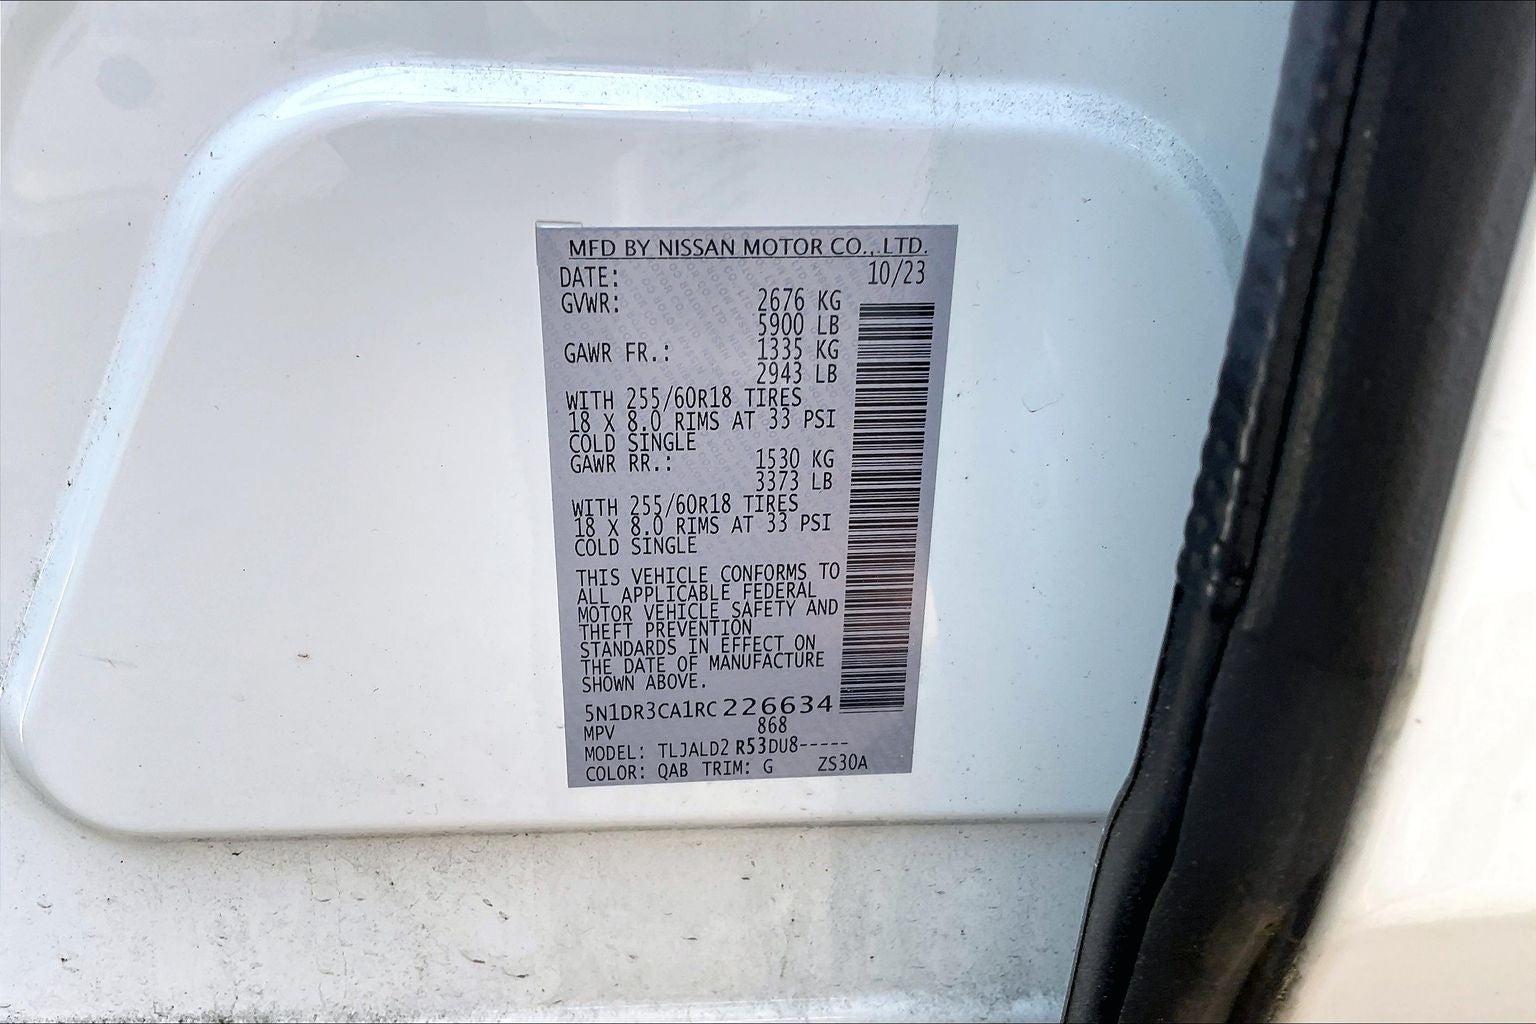 MFD BY NISSAN MOTOR CO.,LTD.
DATE: 10/23
GVWR: 2676 KG
5900 LB
GAWR FR.: 1335 KG
2943 LB
WITH 255/60R18 TIRES
18 X 8.0 RIMS AT 33 PSI
COLD SINGLE
GAWR RR.: 1530 KG
3373 LB
WITH 255/60R18 TIRES
18 X 8.0 RIMS AT 33 PSI
COLD SINGLE
THIS VEHICLE CONFORMS TO
ALL APPLICABLE FEDERAL
MOTOR VEHICLE SAFETY AND
THEFT PREVENTION
STANDARDS IN EFFECT ON
THE DATE OF MANUFACTURE
SHOWN ABOVE.
5N1DR3CA1RC226634
MPV 868
MODEL: TLJALD2 R53DU8-----
COLOR: QAB TRIM: G ZS30A